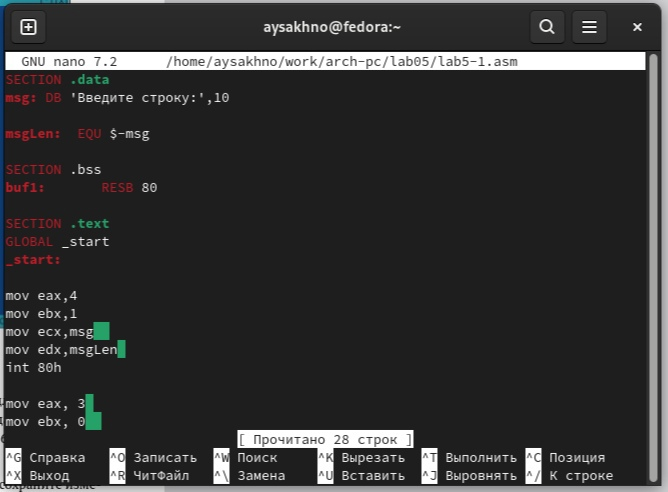 aysakhno@fedora:~
GNU nano 7.2 /home/aysakhno/work/arch-pc/lab05/lab5-1.asm
SECTION .data
msg: DB 'Введите строку:',10
msgLen: EQU $-msg
SECTION .bss
buf1: RESB 80
SECTION .text
GLOBAL _start
_start:
mov eax,4
mov ebx,1
mov ecx,msg
mov edx,msgLen
int 80h
mov eax, 3
mov ebx, 0
[ Прочитано 28 строк ]
^G Справка ^O Записать ^W Поиск ^K Вырезать ^T Выполнить ^C Позиция
^X Выход ^R ЧитФайл ^\ Замена ^U Вставить ^J Выровнять ^/ К строке